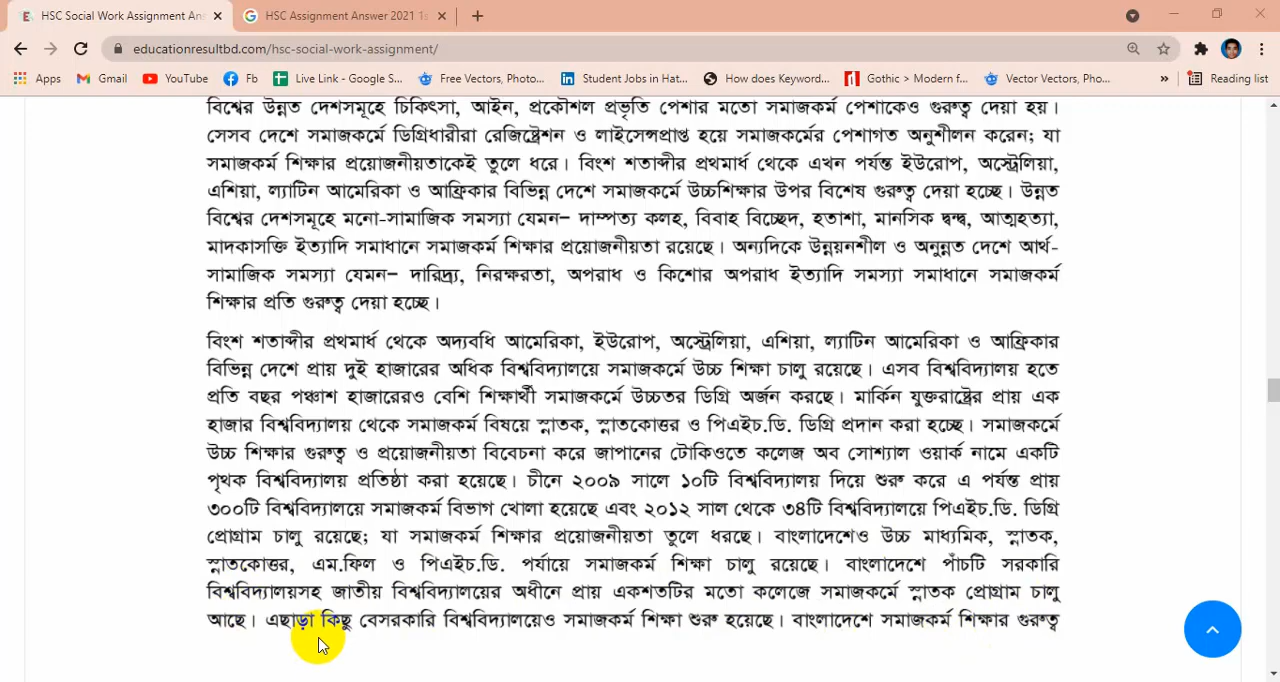 HSC Social Work Assignment Ans
HSC Assignment Answer 2021 1s
educationresultbd.com/hsc-social-work-assignment/
Apps Gmail YouTube Fb Live Link - Google S... Free Vectors, Photo... Student Jobs in Hat... How does Keyword... Gothic > Modern f... Vector Vectors, Pho... » Reading list
বিশ্বের উন্নত দেশসমূহে চিকিৎসা, আইন, প্রকৌশল প্রভৃতি পেশার মতো সমাজকর্ম পেশাকেও গুরুত্ব দেয়া হয়।
সেসব দেশে সমাজকর্মে ডিগ্রিধারীরা রেজিষ্ট্রেশন ও লাইসেন্সপ্রাপ্ত হয়ে সমাজকর্মের পেশাগত অনুশীলন করেন; যা
সমাজকর্ম শিক্ষার প্রয়োজনীয়তাকেই তুলে ধরে। বিংশ শতাব্দীর প্রথমার্ধ থেকে এখন পর্যন্ত ইউরোপ, অস্ট্রেলিয়া,
এশিয়া, ল্যাটিন আমেরিকা ও আফ্রিকার বিভিন্ন দেশে সমাজকর্মে উচ্চশিক্ষার উপর বিশেষ গুরুত্ব দেয়া হচ্ছে। উন্নত
বিশ্বের দেশসমূহে মনো-সামাজিক সমস্যা যেমন– দাম্পত্য কলহ, বিবাহ বিচ্ছেদ, হতাশা, মানসিক দ্বন্দ্ব, আত্মহত্যা,
মাদকাসক্তি ইত্যাদি সমাধানে সমাজকর্ম শিক্ষার প্রয়োজনীয়তা রয়েছে। অন্যদিকে উন্নয়নশীল ও অনুন্নত দেশে আর্থ-
সামাজিক সমস্যা যেমন– দারিদ্র্য, নিরক্ষরতা, অপরাধ ও কিশোর অপরাধ ইত্যাদি সমস্যা সমাধানে সমাজকর্ম
শিক্ষার প্রতি গুরুত্ব দেয়া হচ্ছে।
বিংশ শতাব্দীর প্রথমার্ধ থেকে অদ্যবধি আমেরিকা, ইউরোপ, অস্ট্রেলিয়া, এশিয়া, ল্যাটিন আমেরিকা ও আফ্রিকার
বিভিন্ন দেশে প্রায় দুই হাজারের অধিক বিশ্ববিদ্যালয়ে সমাজকর্মে উচ্চ শিক্ষা চালু রয়েছে। এসব বিশ্ববিদ্যালয় হতে
প্রতি বছর পঞ্চাশ হাজারেরও বেশি শিক্ষার্থী সমাজকর্মে উচ্চতর ডিগ্রি অর্জন করছে। মার্কিন যুক্তরাষ্ট্রের প্রায় এক
হাজার বিশ্ববিদ্যালয় থেকে সমাজকর্ম বিষয়ে স্নাতক, স্নাতকোত্তর ও পিএইচ.ডি. ডিগ্রি প্রদান করা হচ্ছে। সমাজকর্মে
উচ্চ শিক্ষার গুরুত্ব ও প্রয়োজনীয়তা বিবেচনা করে জাপানের টোকিওতে কলেজ অব সোশ্যাল ওয়ার্ক নামে একটি
পৃথক বিশ্ববিদ্যালয় প্রতিষ্ঠা করা হয়েছে। চীনে ২০০৯ সালে ১০টি বিশ্ববিদ্যালয় দিয়ে শুরু করে এ পর্যন্ত প্রায়
৩০০টি বিশ্ববিদ্যালয়ে সমাজকর্ম বিভাগ খোলা হয়েছে এবং ২০১২ সাল থেকে ৩৪টি বিশ্ববিদ্যালয়ে পিএইচ.ডি. ডিগ্রি
প্রোগ্রাম চালু রয়েছে; যা সমাজকর্ম শিক্ষার প্রয়োজনীয়তা তুলে ধরছে। বাংলাদেশেও উচ্চ মাধ্যমিক, স্নাতক,
স্নাতকোত্তর, এম.ফিল ও পিএইচ.ডি. পর্যায়ে সমাজকর্ম শিক্ষা চালু রয়েছে। বাংলাদেশে পাঁচটি সরকারি
বিশ্ববিদ্যালয়সহ জাতীয় বিশ্ববিদ্যালয়ের অধীনে প্রায় একশতটির মতো কলেজে সমাজকর্মে স্নাতক প্রোগ্রাম চালু
আছে। এছাড়া কিছু বেসরকারি বিশ্ববিদ্যালয়েও সমাজকর্ম শিক্ষা শুরু হয়েছে। বাংলাদেশে সমাজকর্ম শিক্ষার গুরুত্ব